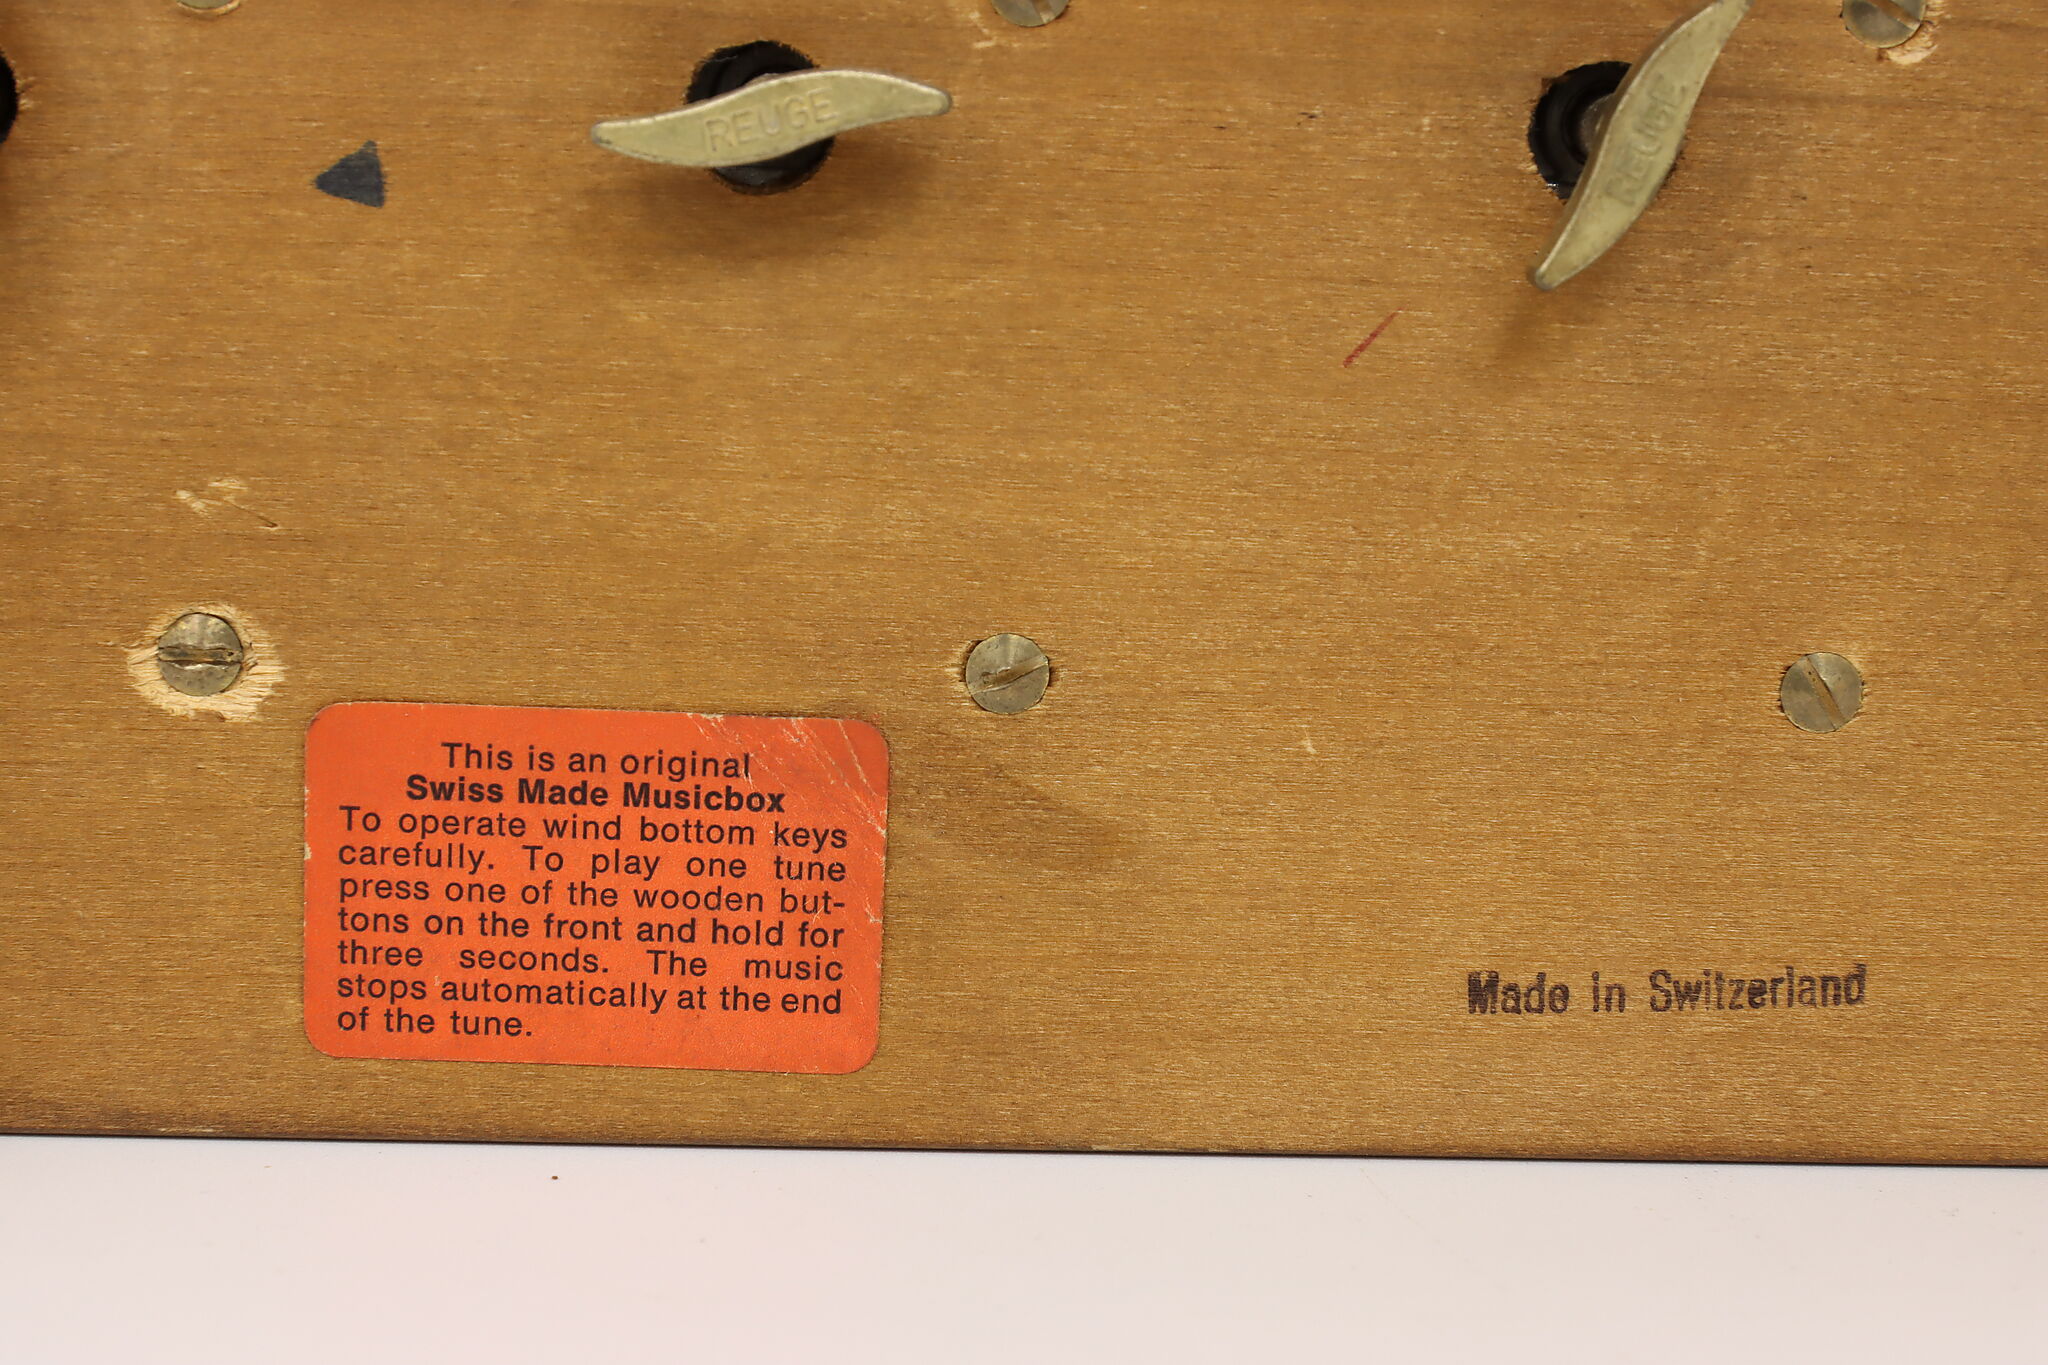 REUGE
REUGE
This is an original
Swiss Made Musicbox
To operate wind bottom keys
carefully. To play one tune
press one of the wooden but-
tons on the front and hold for
three seconds. The music
stops automatically at the end
of the tune.
Made in Switzerland